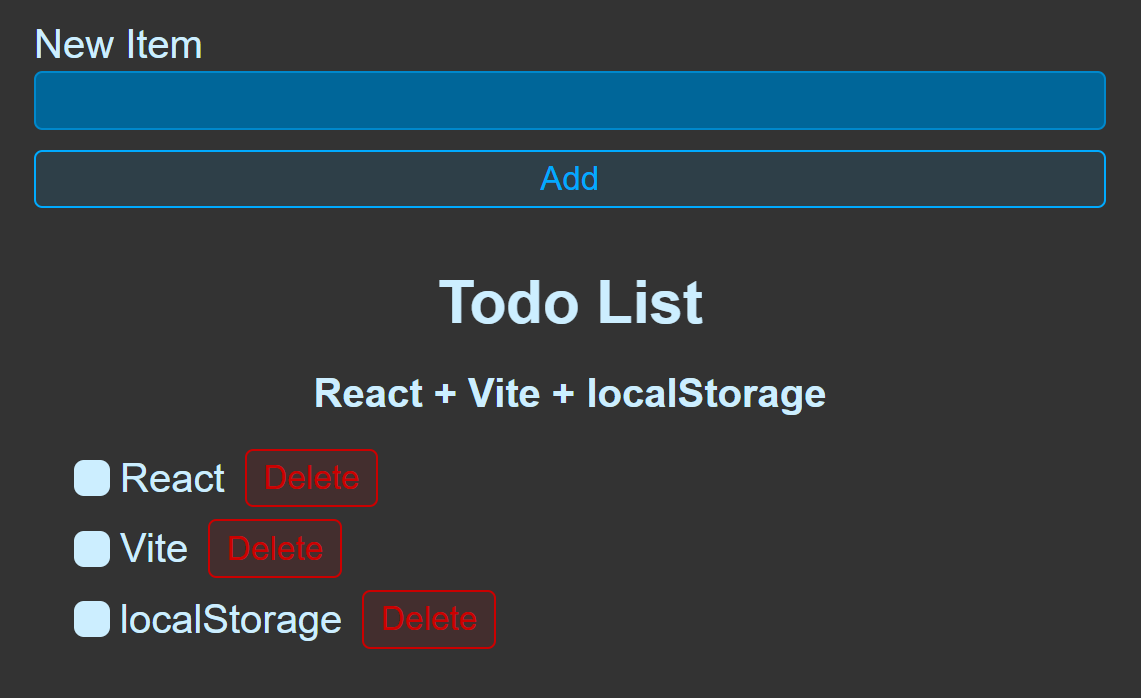 New Item
Add
Todo List
React + Vite + localStorage
React Delete
Vite Delete
localStorage Delete